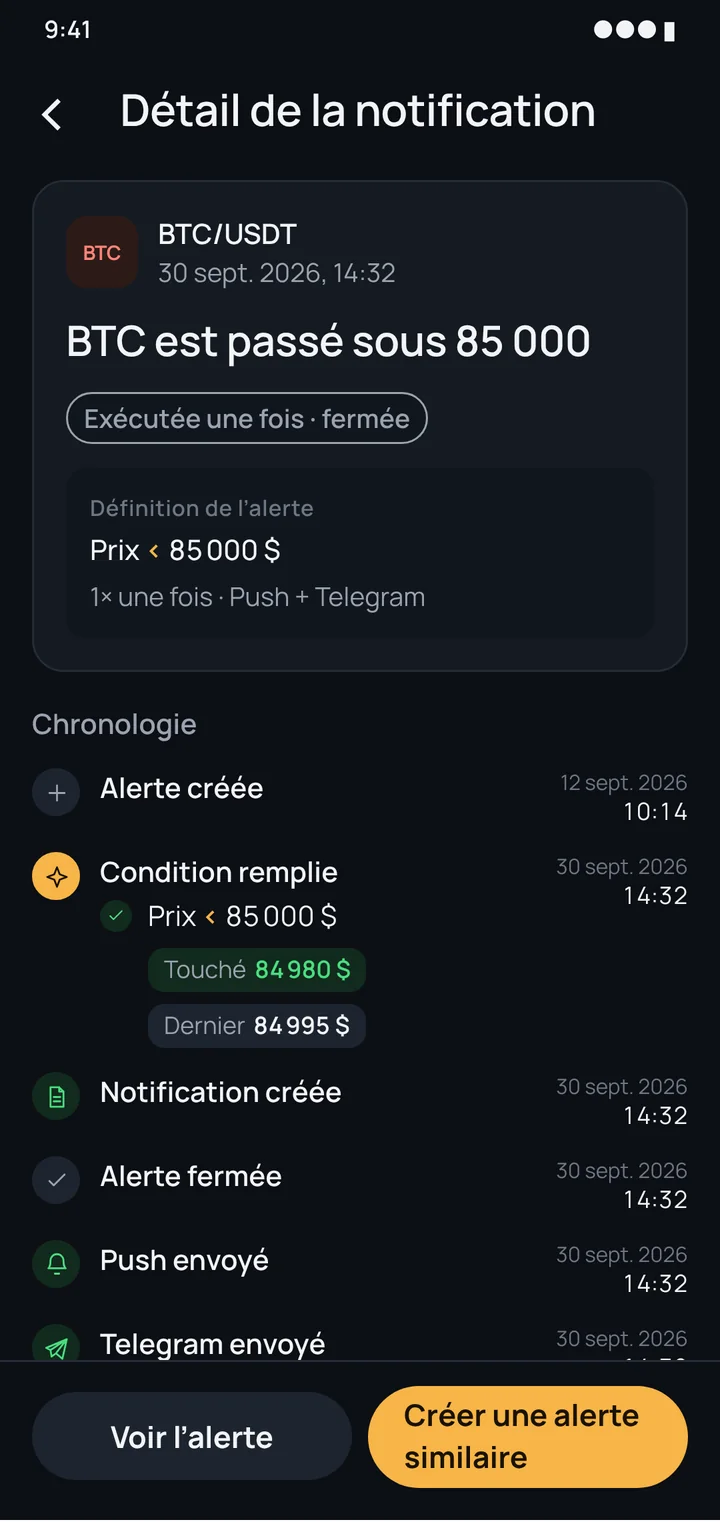 9:41
Détail de la notification
BTC
BTC/USDT
30 sept. 2026, 14:32
BTC est passé sous 85 000
Exécutée une fois · fermée
Définition de l’alerte
Prix < 85 000 $
1× une fois · Push + Telegram
Chronologie
Alerte créée
12 sept. 2026
10:14
Condition remplie
30 sept. 2026
14:32
Prix < 85 000 $
Touché 84 980 $
Dernier 84 995 $
Notification créée
30 sept. 2026
14:32
Alerte fermée
30 sept. 2026
14:32
Push envoyé
30 sept. 2026
14:32
Telegram envoyé
30 sept. 2026
Voir l’alerte
Créer une alerte
similaire